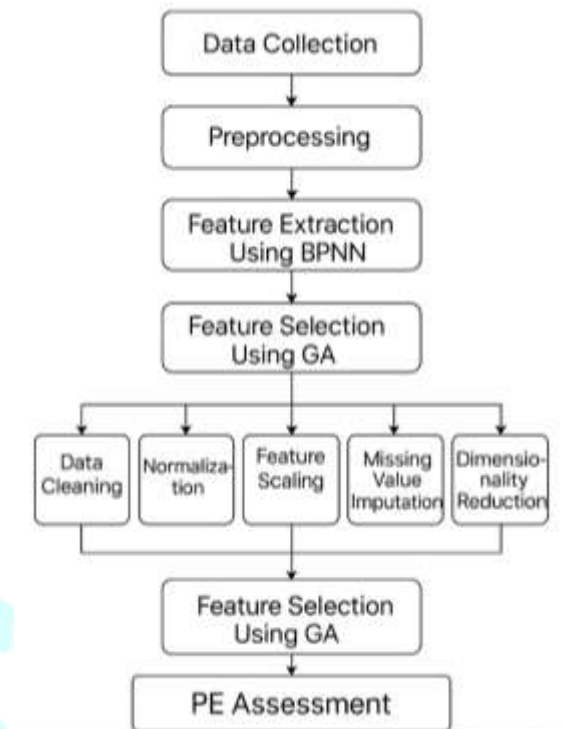 Data Collection
Preprocessing
Feature Extraction
Using BPNN
Feature Selection
Using GA
Data
Cleaning
Normaliza-
tion
Feature
Scaling
Missing
Value
Imputation
Dimensio-
nality
Reduction
Feature Selection
Using GA
PE Assessment